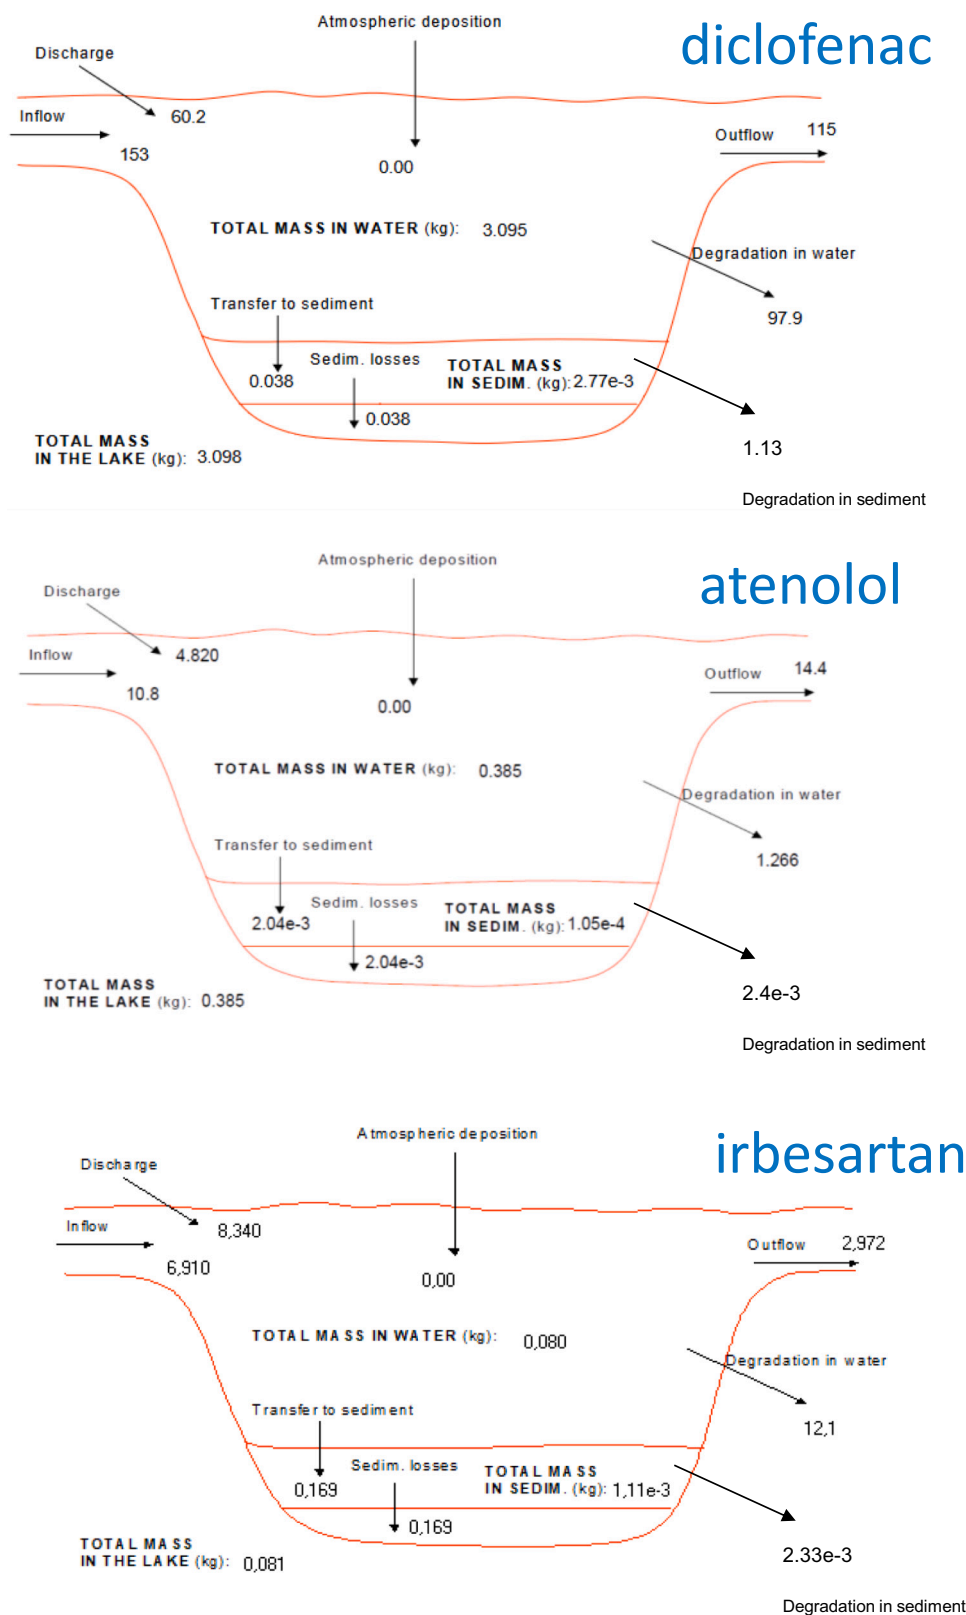 diclofenac
Atmospheric deposition
Discharge
60.2
Inflow
153
0.00
Outflow 115
TOTAL MASS IN WATER (kg): 3.095
Degradation in water
97.9
Transfer to sediment
0.038
Sedim. losses
0.038
TOTAL MASS
IN SEDIM. (kg): 2.77e-3
TOTAL MASS
IN THE LAKE (kg): 3.098
1.13
Degradation in sediment
atenolol
Atmospheric deposition
Discharge
4.820
Inflow
10.8
0.00
Outflow 14.4
TOTAL MASS IN WATER (kg): 0.385
Degradation in water
1.266
Transfer to sediment
2.04e-3
Sedim. losses
2.04e-3
TOTAL MASS
IN SEDIM. (kg): 1.05e-4
TOTAL MASS
IN THE LAKE (kg): 0.385
2.4e-3
Degradation in sediment
irbesartan
Atmospheric deposition
Discharge
8,340
Inflow
6,910
0,00
Outflow 2,972
TOTAL MASS IN WATER (kg): 0,080
Degradation in water
12,1
Transfer to sediment
0,169
Sedim. losses
0,169
TOTAL MASS
IN SEDIM. (kg): 1,11e-3
TOTAL MASS
IN THE LAKE (kg): 0,081
2.33e-3
Degradation in sediment